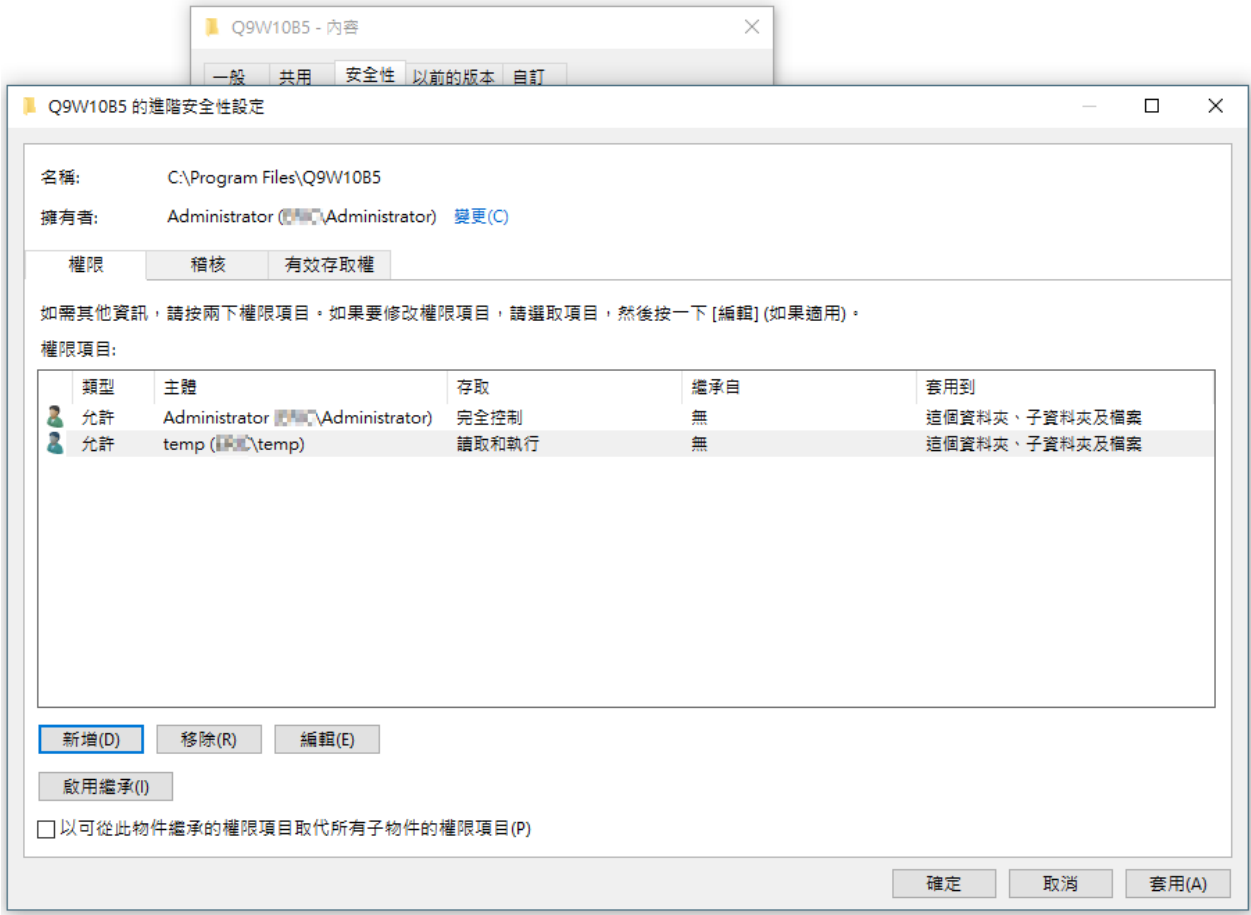 Q9W10B5 - 內容
一般 共用 安全性 以前的版本 自訂
Q9W10B5 的進階安全性設定
名稱: C:\Program Files\Q9W10B5
擁有者: Administrator ( \Administrator) 變更(C)
權限 稽核 有效存取權
如需其他資訊，請按兩下權限項目。如果要修改權限項目，請選取項目，然後按一下 [編輯] (如果適用)。
權限項目:
類型 主體 存取 繼承自 套用到
允許 Administrator \Administrator) 完全控制 無 這個資料夾、子資料夾及檔案
允許 temp ( \temp) 讀取和執行 無 這個資料夾、子資料夾及檔案
新增(D) 移除(R) 編輯(E)
啟用繼承(I)
以可從此物件繼承的權限項目取代所有子物件的權限項目(P)
確定 取消 套用(A)